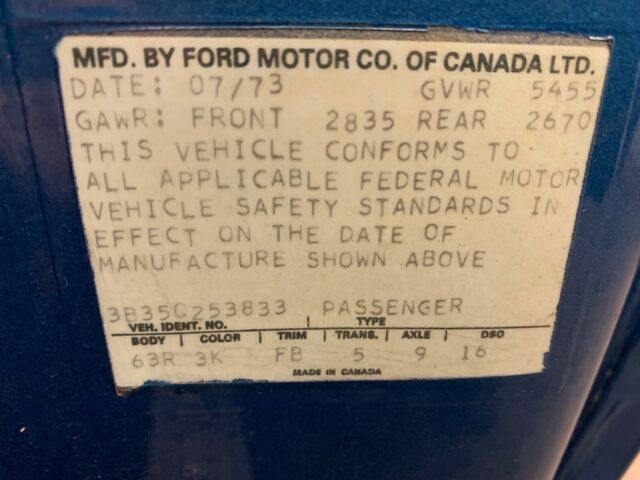 MFD. BY FORD MOTOR CO. OF CANADA LTD.
DATE: 07/73 GVWR 5455
GAWR: FRONT 2835 REAR 2670
THIS VEHICLE CONFORMS TO
ALL APPLICABLE FEDERAL MOTOR
VEHICLE SAFETY STANDARDS IN
EFFECT ON THE DATE OF
MANUFACTURE SHOWN ABOVE
3B35Q253833 PASSENGER
VEH. IDENT. NO. TYPE
BODY COLOR TRIM TRANS. AXLE DSO
63R 3K FB 5 9 16
MADE IN CANADA